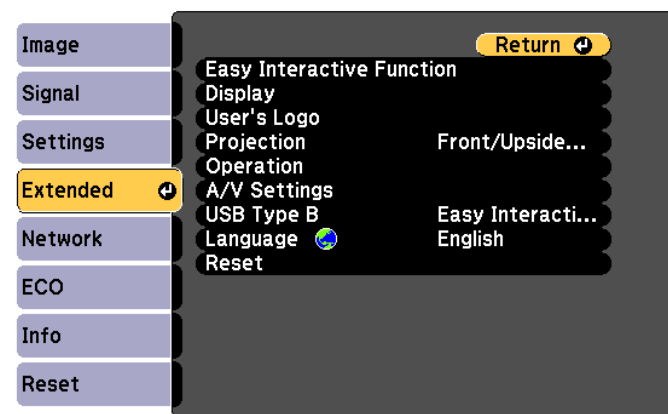 Image
Signal
Settings
Extended
Network
ECO
Info
Reset
Return
Easy Interactive Function
Display
User's Logo
Projection Front/Upside...
Operation
A/V Settings
USB Type B Easy Interacti...
Language English
Reset